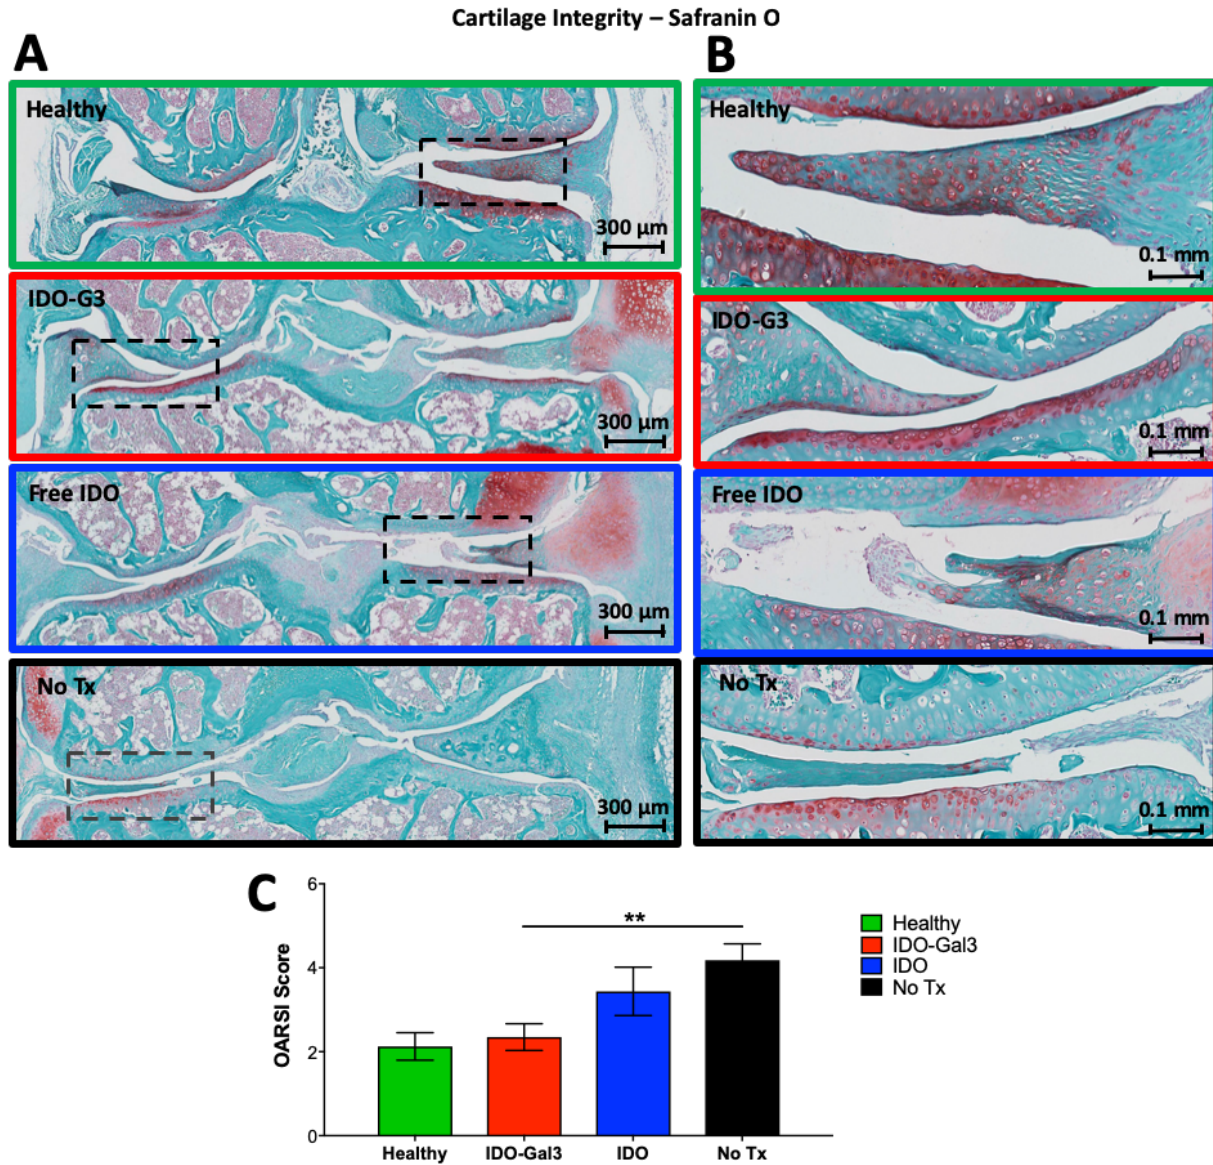 Cartilage Integrity – Safranin O
A
B
Healthy
300 µm
Healthy
0.1 mm
IDO-G3
300 µm
IDO-G3
0.1 mm
Free IDO
300 µm
Free IDO
0.1 mm
No Tx
300 µm
No Tx
0.1 mm
C
6
4
2
0
OARSI Score
**
Healthy
IDO-Gal3
IDO
No Tx
Healthy
IDO-Gal3
IDO
No Tx